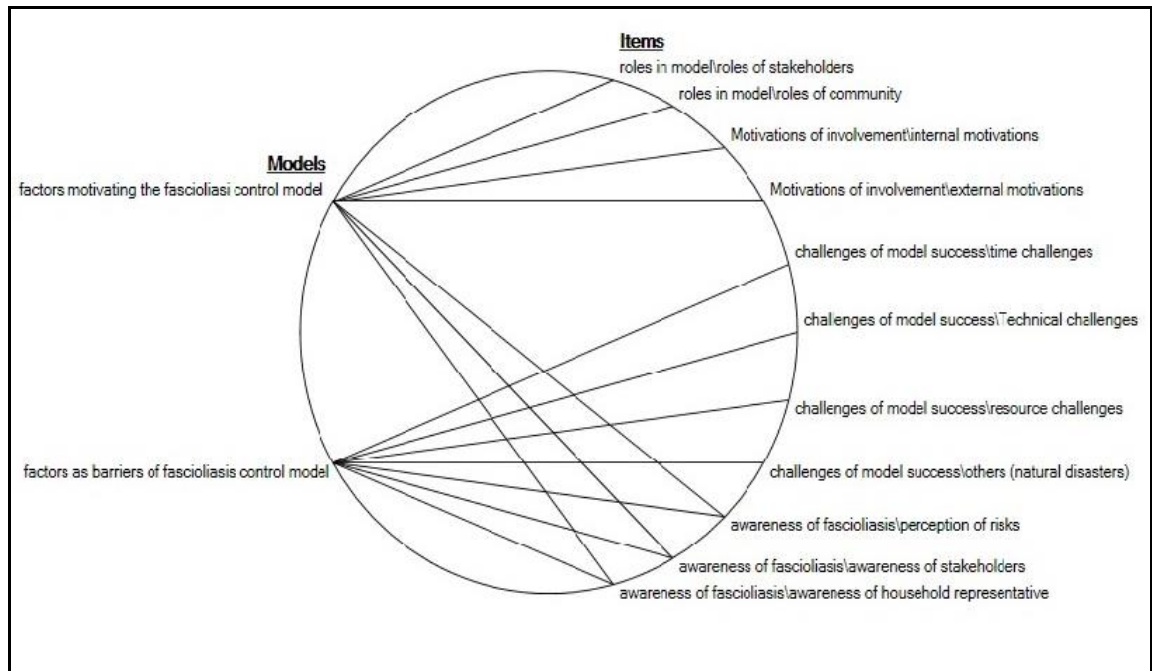 Items
roles in model\roles of stakeholders
roles in model\roles of community
Motivations of involvement\internal motivations
Models
factors motivating the fascioliasi control model
Motivations of involvement\external motivations
challenges of model success\time challenges
challenges of model success\Technical challenges
challenges of model success\resource challenges
factors as barriers of fascioliasis control model
challenges of model success\others (natural disasters)
awareness of fascioliasis\perception of risks
awareness of fascioliasis\awareness of stakeholders
awareness of fascioliasis\awareness of household representative